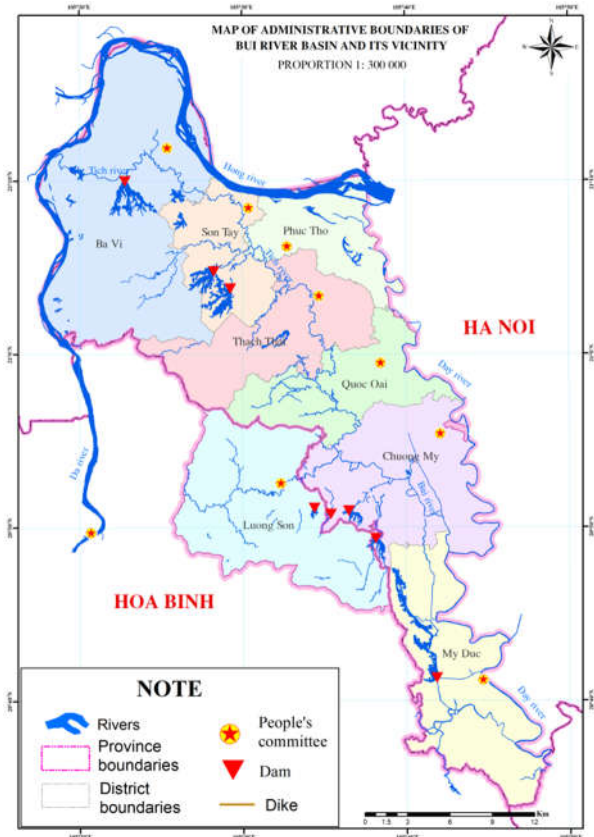 MAP OF ADMINISTRATIVE BOUNDARIES OF
BUI RIVER BASIN AND ITS VICINITY
PROPORTION 1: 300 000
N
Tich river
Hong river
Ba Vi
Son Tay
Phuc Tho
HA NOI
Thach That
Quoc Oai
Day river
Chuong My
Da river
Bui river
Luong Son
HOA BINH
My Duc
Day river
NOTE
Rivers
Province
boundaries
District
boundaries
People's
committee
Dam
Dike
Km
0 1.5 3 6 9 12